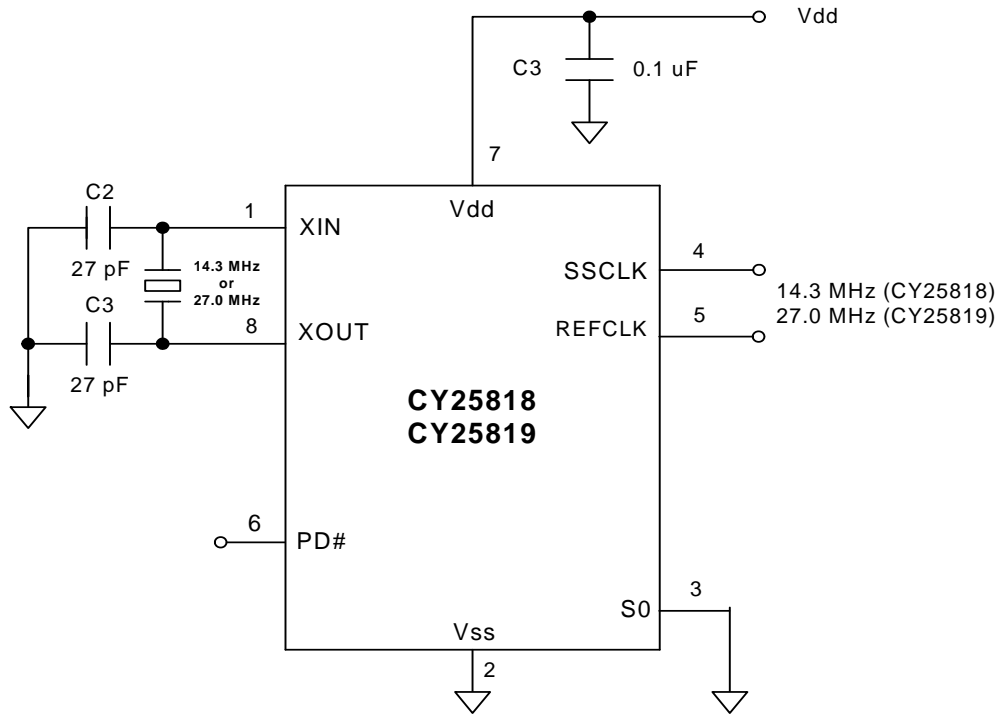 Vdd
C3
0.1 uF
7
Vdd
C2
27 pF
1
XIN
14.3 MHz
or
27.0 MHz
C3
27 pF
8
XOUT
SSCLK
4
REFCLK
5
14.3 MHz (CY25818)
27.0 MHz (CY25819)
CY25818
CY25819
6
PD#
S0
3
Vss
2